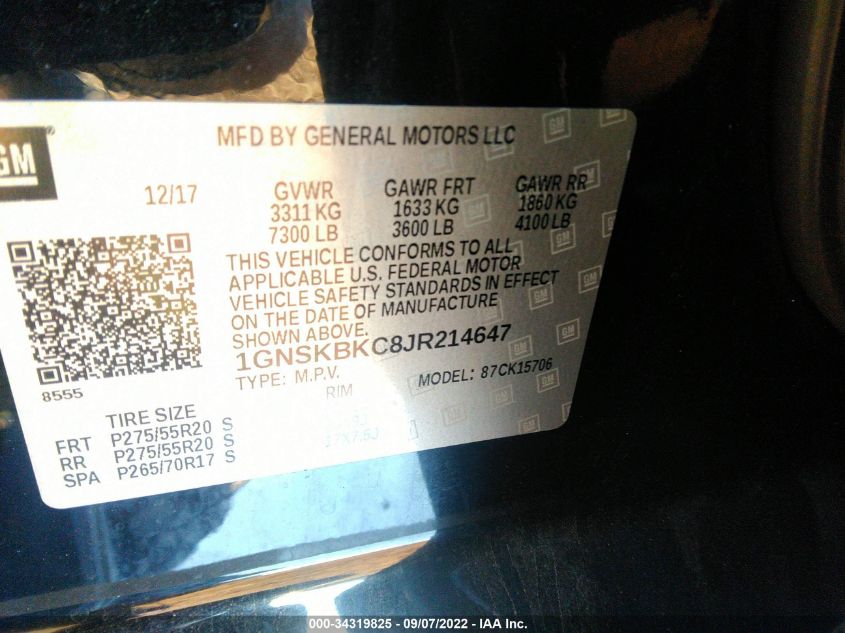 GM
MFD BY GENERAL MOTORS LLC
12/17 GVWR GAWR FRT GAWR RR
3311 KG 1633 KG 1860 KG
7300 LB 3600 LB 4100 LB
THIS VEHICLE CONFORMS TO ALL
APPLICABLE U.S. FEDERAL MOTOR
VEHICLE SAFETY STANDARDS IN EFFECT
ON THE DATE OF MANUFACTURE
SHOWN ABOVE.
1GNSKBKC8JR214647
TYPE: M.P.V. MODEL: 87CK15706
8555
TIRE SIZE RIM
FRT P275/55R20 S
RR P275/55R20 S
SPA P265/70R17 S 17X7.5J
000-34319825 - 09/07/2022 - IAA Inc.